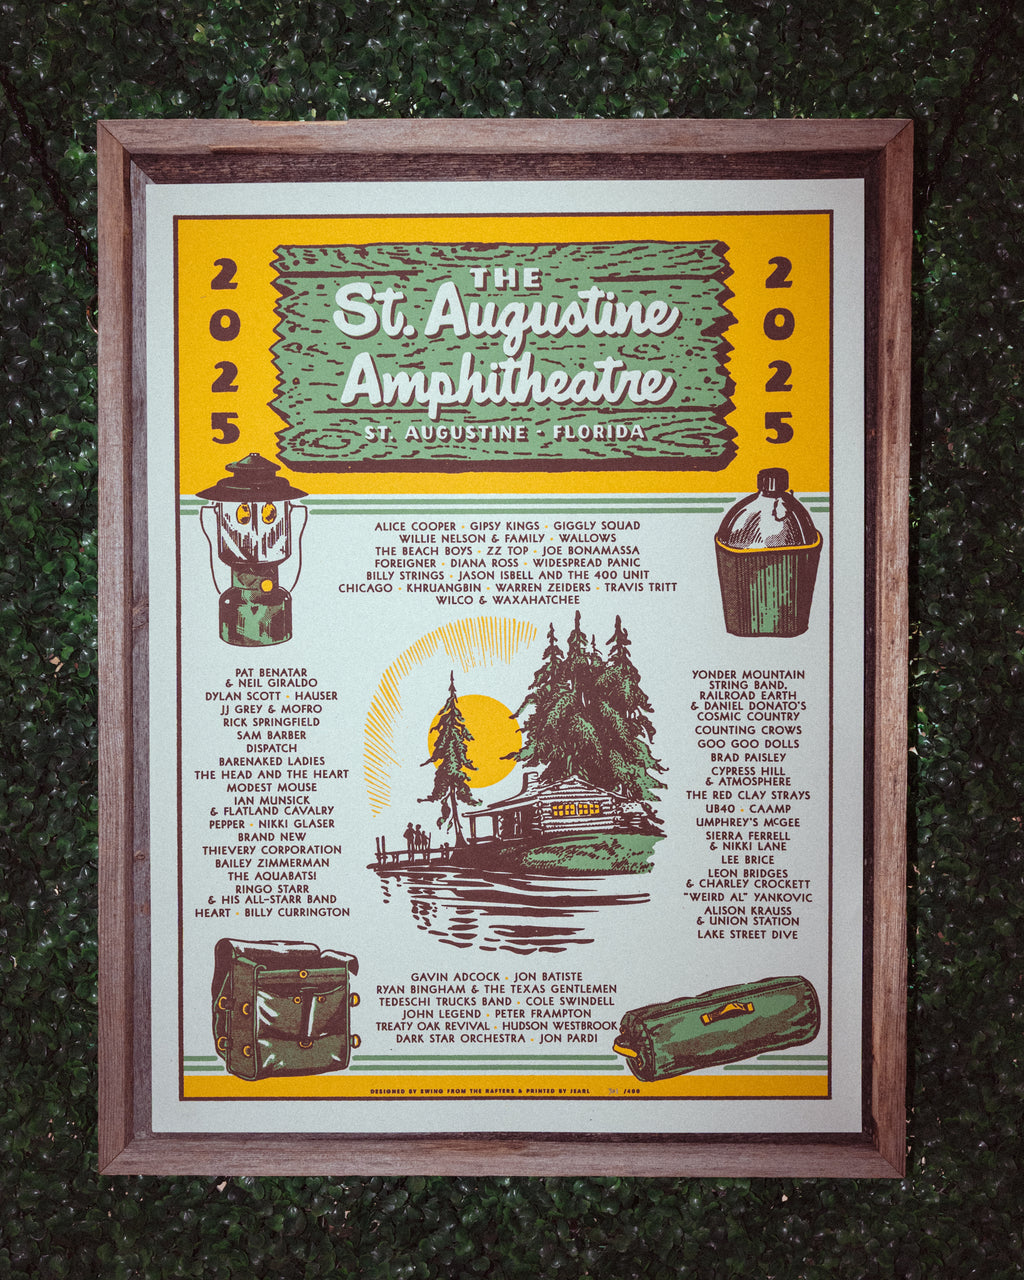 2025
2025
THE
St. Augustine
Amphitheatre
ST. AUGUSTINE - FLORIDA
ALICE COOPER · GIPSY KINGS · GIGGLY SQUAD
WILLIE NELSON & FAMILY · WALLOWS
THE BEACH BOYS · ZZ TOP · JOE BONAMASSA
FOREIGNER · DIANA ROSS · WIDESPREAD PANIC
BILLY STRINGS · JASON ISBELL AND THE 400 UNIT
CHICAGO · KHRUANGBIN · WARREN ZEIDERS · TRAVIS TRITT
WILCO & WAXAHATCHEE
PAT BENATAR
& NEIL GIRALDO
DYLAN SCOTT · HAUSER
JJ GREY & MOFRO
RICK SPRINGFIELD
SAM BARBER
DISPATCH
BARENAKED LADIES
THE HEAD AND THE HEART
MODEST MOUSE
IAN MUNSICK
& FLATLAND CAVALRY
PEPPER · NIKKI GLASER
BRAND NEW
THIEVERY CORPORATION
BAILEY ZIMMERMAN
THE AQUABATS!
RINGO STARR
& HIS ALL-STARR BAND
HEART · BILLY CURRINGTON
YONDER MOUNTAIN
STRING BAND,
RAILROAD EARTH
& DANIEL DONATO'S
COSMIC COUNTRY
COUNTING CROWS
GOO GOO DOLLS
BRAD PAISLEY
CYPRESS HILL
& ATMOSPHERE
THE RED CLAY STRAYS
UB40 · CAAMP
UMPHREY'S McGEE
SIERRA FERRELL
& NIKKI LANE
LEE BRICE
LEON BRIDGES
& CHARLEY CROCKETT
"WEIRD AL" YANKOVIC
ALISON KRAUSS
& UNION STATION
LAKE STREET DIVE
GAVIN ADCOCK · JON BATISTE
RYAN BINGHAM & THE TEXAS GENTLEMEN
TEDESCHI TRUCKS BAND · COLE SWINDELL
JOHN LEGEND · PETER FRAMPTON
TREATY OAK REVIVAL · HUDSON WESTBROOK
DARK STAR ORCHESTRA · JON PARDI
DESIGNED BY SWING FROM THE RAFTERS & PRINTED BY JEARL